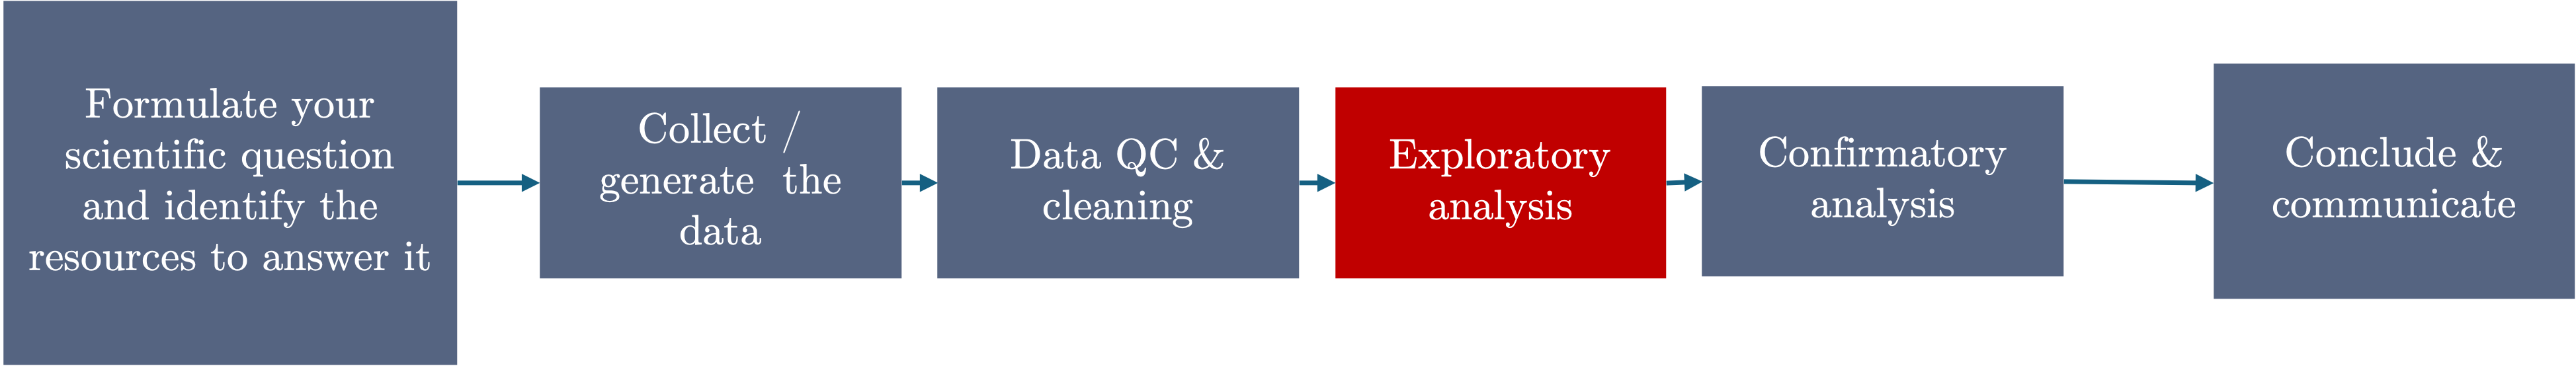 Formulate your
scientific question
and identify the
resources to answer it
Collect /
generate the
data
Data QC &
cleaning
Exploratory
analysis
Confirmatory
analysis
Conclude &
communicate